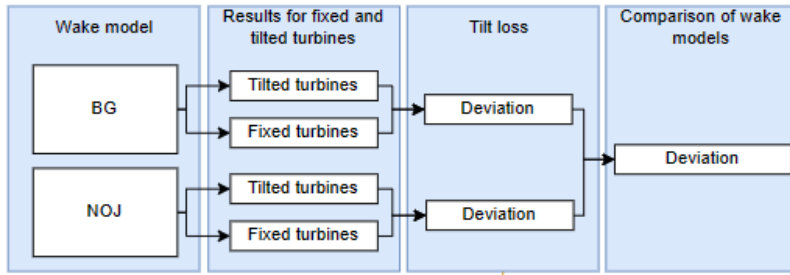 Wake model
Results for fixed and
tilted turbines
Tilt loss
Comparison of wake
models
BG
Tilted turbines
Fixed turbines
Deviation
NOJ
Tilted turbines
Fixed turbines
Deviation
Deviation